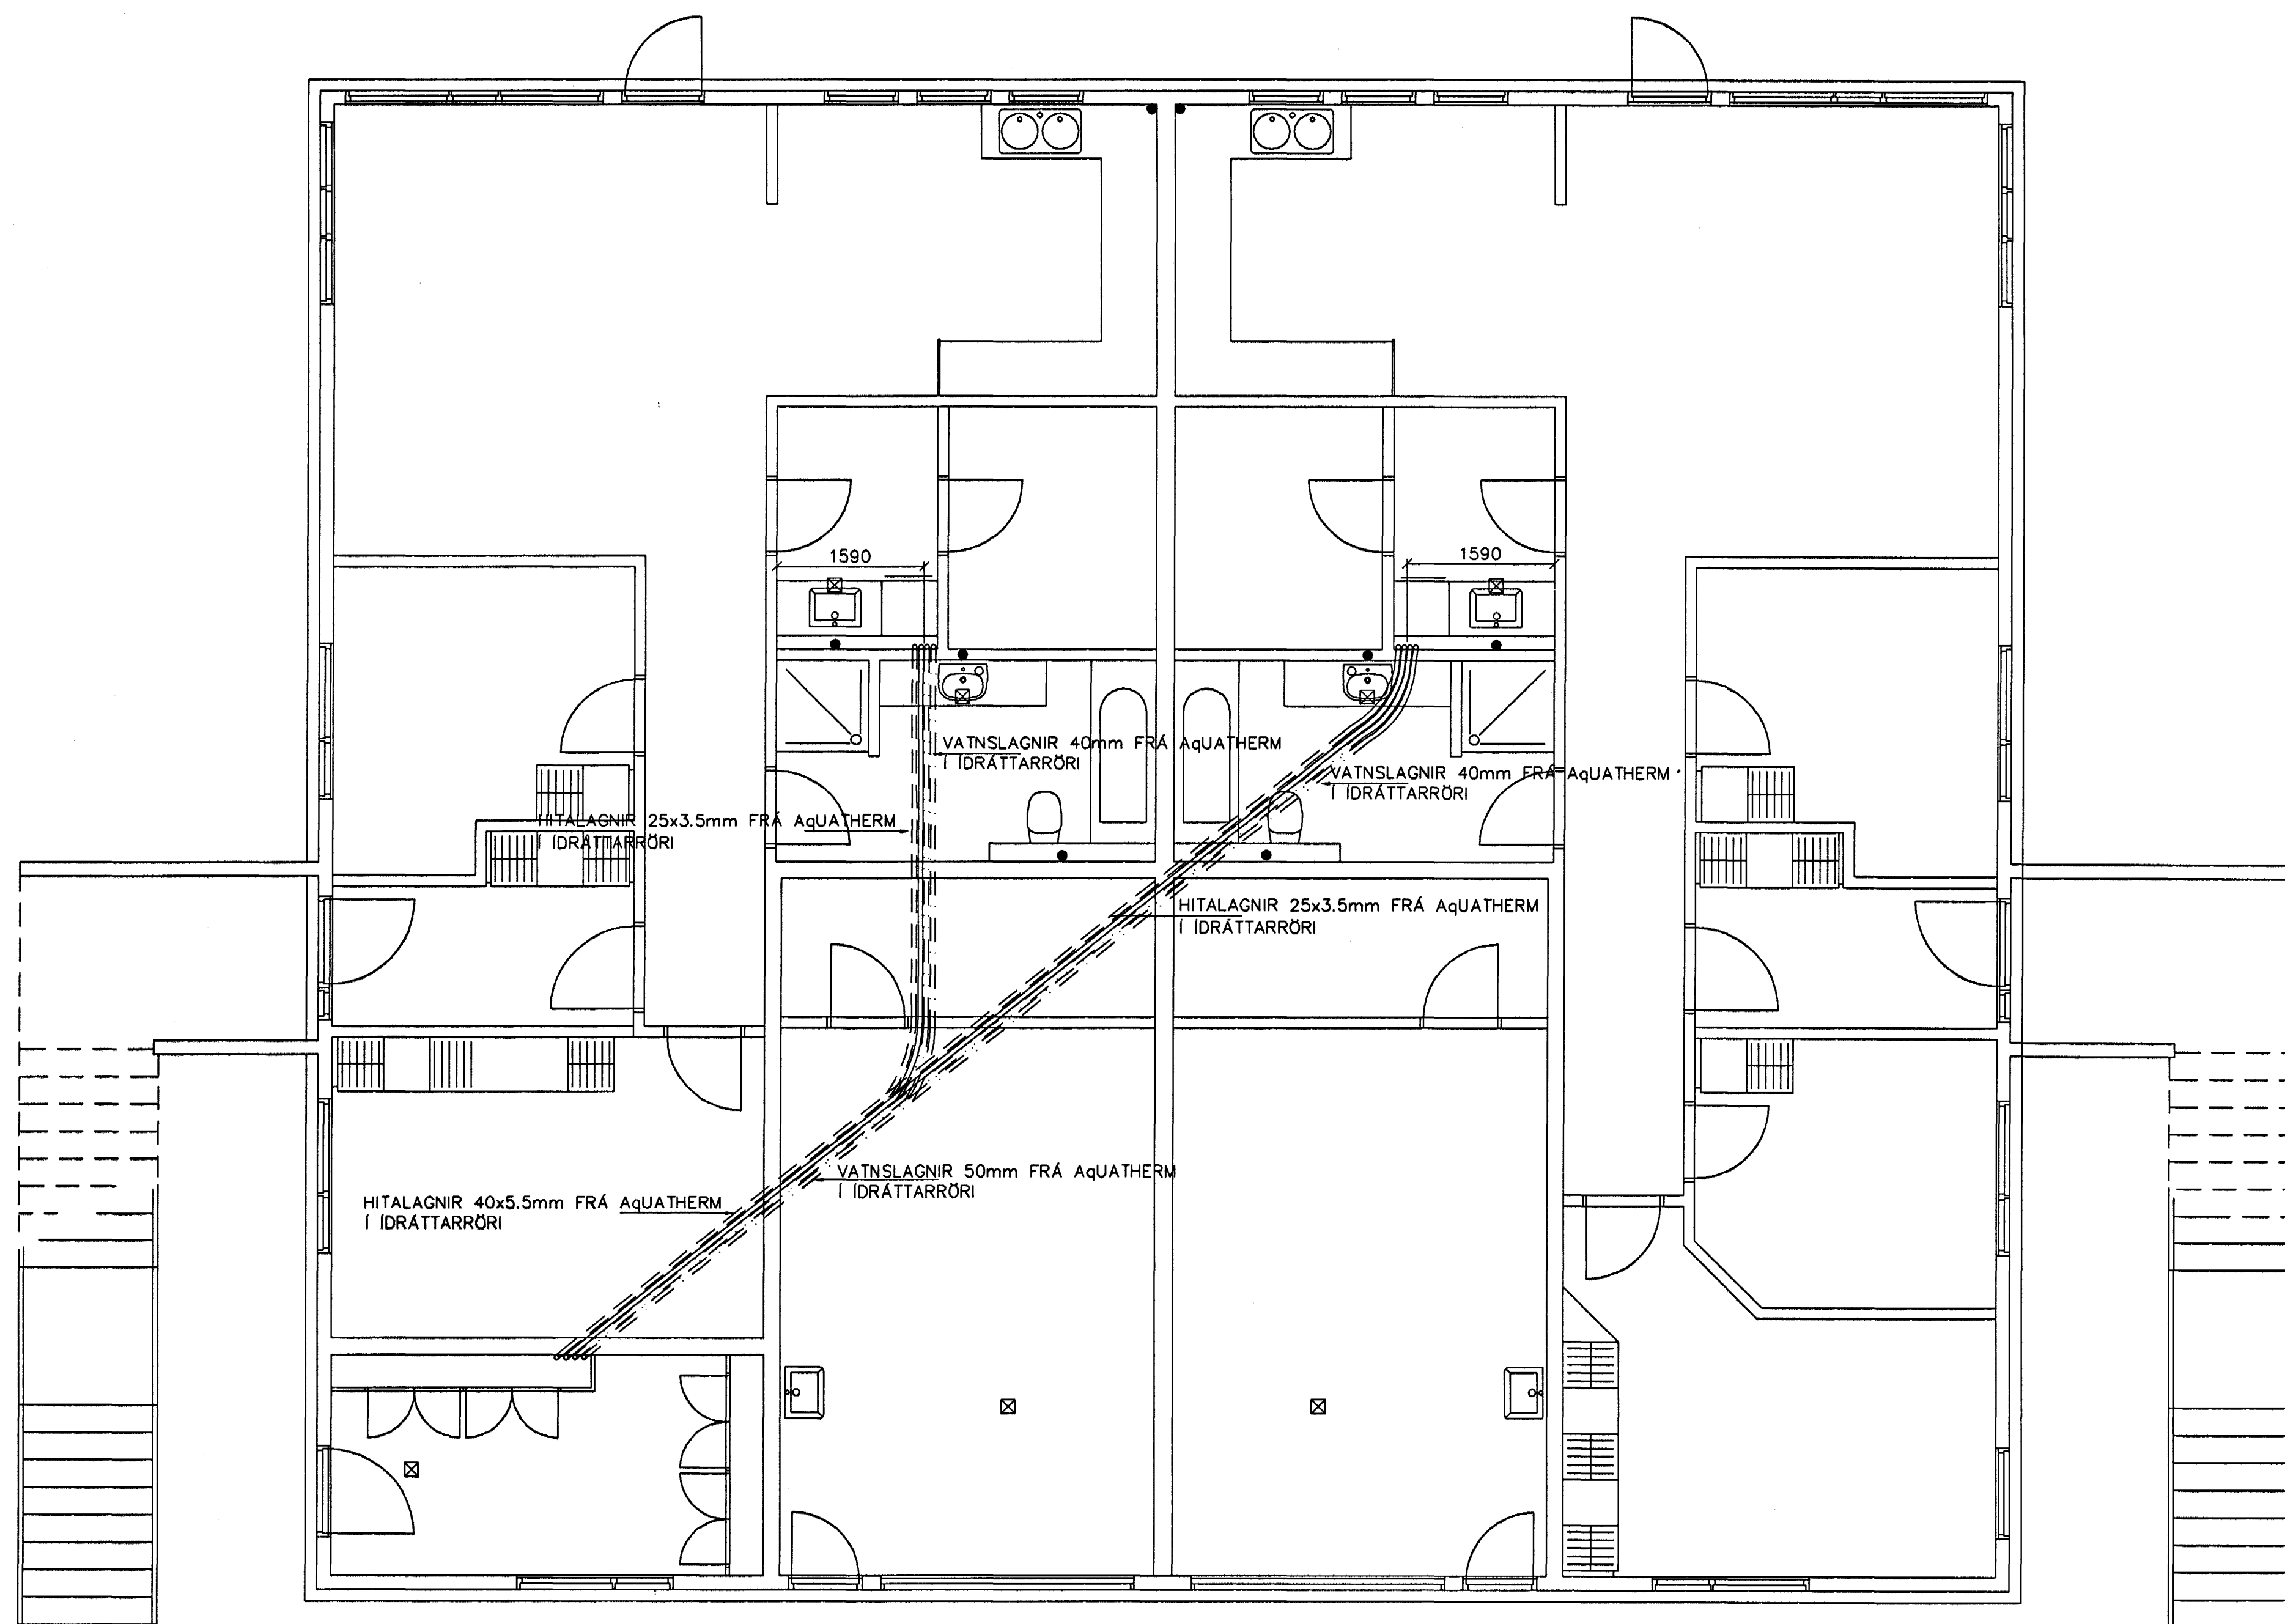 1590
1590
VATNSLAGNIR 40mm FRÁ AqUATHERM
Í ÍDRÁTTARRÖRI
VATNSLAGNIR 40mm FRÁ AqUATHERM
Í ÍDRÁTTARRÖRI
HITALAGNIR 25x3.5mm FRÁ AqUATHERM
Í ÍDRÁTTARRÖRI
HITALAGNIR 25x3.5mm FRÁ AqUATHERM
Í ÍDRÁTTARRÖRI
VATNSLAGNIR 50mm FRÁ AqUATHERM
Í ÍDRÁTTARRÖRI
HITALAGNIR 40x5.5mm FRÁ AqUATHERM
Í ÍDRÁTTARRÖRI